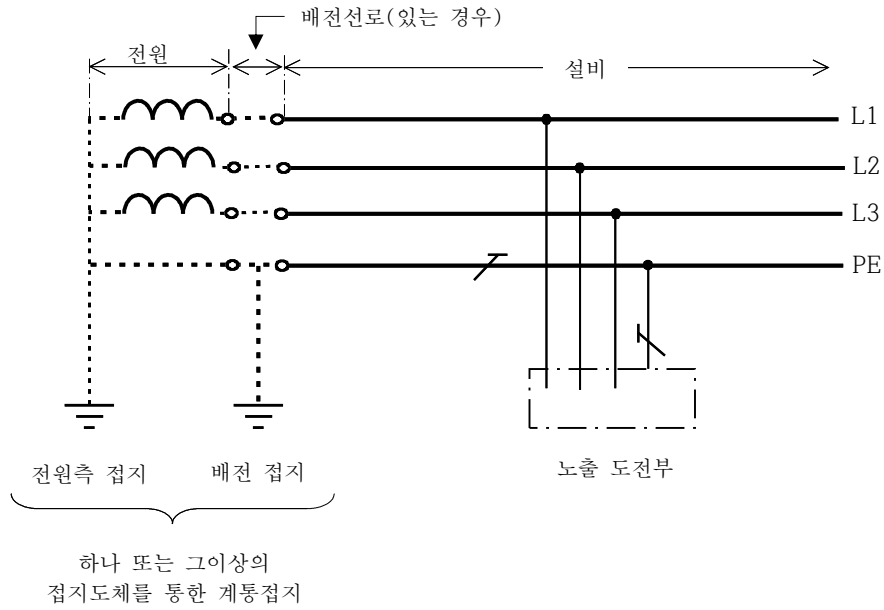 배전선로(있는 경우)
전원
설비
L1
L2
L3
PE
전원측 접지
배전 접지
노출 도전부
하나 또는 그이상의
접지도체를 통한 계통접지